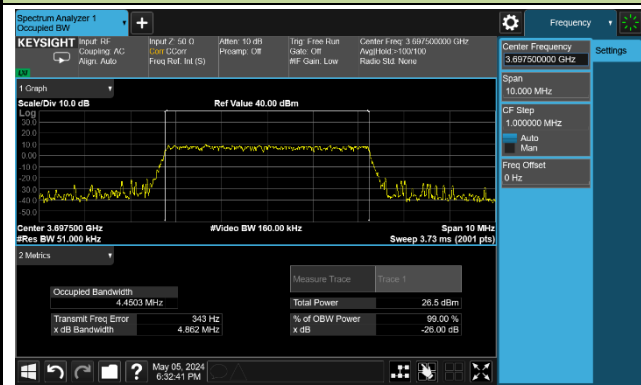 Spectrum Analyzer 1
Occupied BW
Frequency
KEYSIGHT
Input: RF
Coupling: AC
Align: Auto
Input Z: 50 Ω
Corr CCorr
Freq Ref: Int (S)
Atten: 10 dB
Preamp: Off
Trig: Free Run
Gate: Off
#IF Gain: Low
Center Freq: 3.697500000 GHz
Avg|Hold:>100/100
Radio Std: None
Center Frequency
3.697500000 GHz
Settings
Span
10.000 MHz
CF Step
1.000000 MHz
Auto
Man
Freq Offset
0 Hz
1 Graph
Scale/Div 10.0 dB
Ref Value 40.00 dBm
Log
30.0
20.0
10.0
0.00
-10.0
-20.0
-30.0
-40.0
-50.0
Center 3.697500 GHz
#Video BW 160.00 kHz
Span 10 MHz
#Res BW 51.000 kHz
Sweep 3.73 ms (2001 pts)
2 Metrics
Measure Trace
Trace 1
Occupied Bandwidth
4.4503 MHz
Total Power
26.5 dBm
Transmit Freq Error
343 Hz
% of OBW Power
99.00 %
x dB Bandwidth
4.862 MHz
x dB
-26.00 dB
May 05, 2024
6:32:41 PM